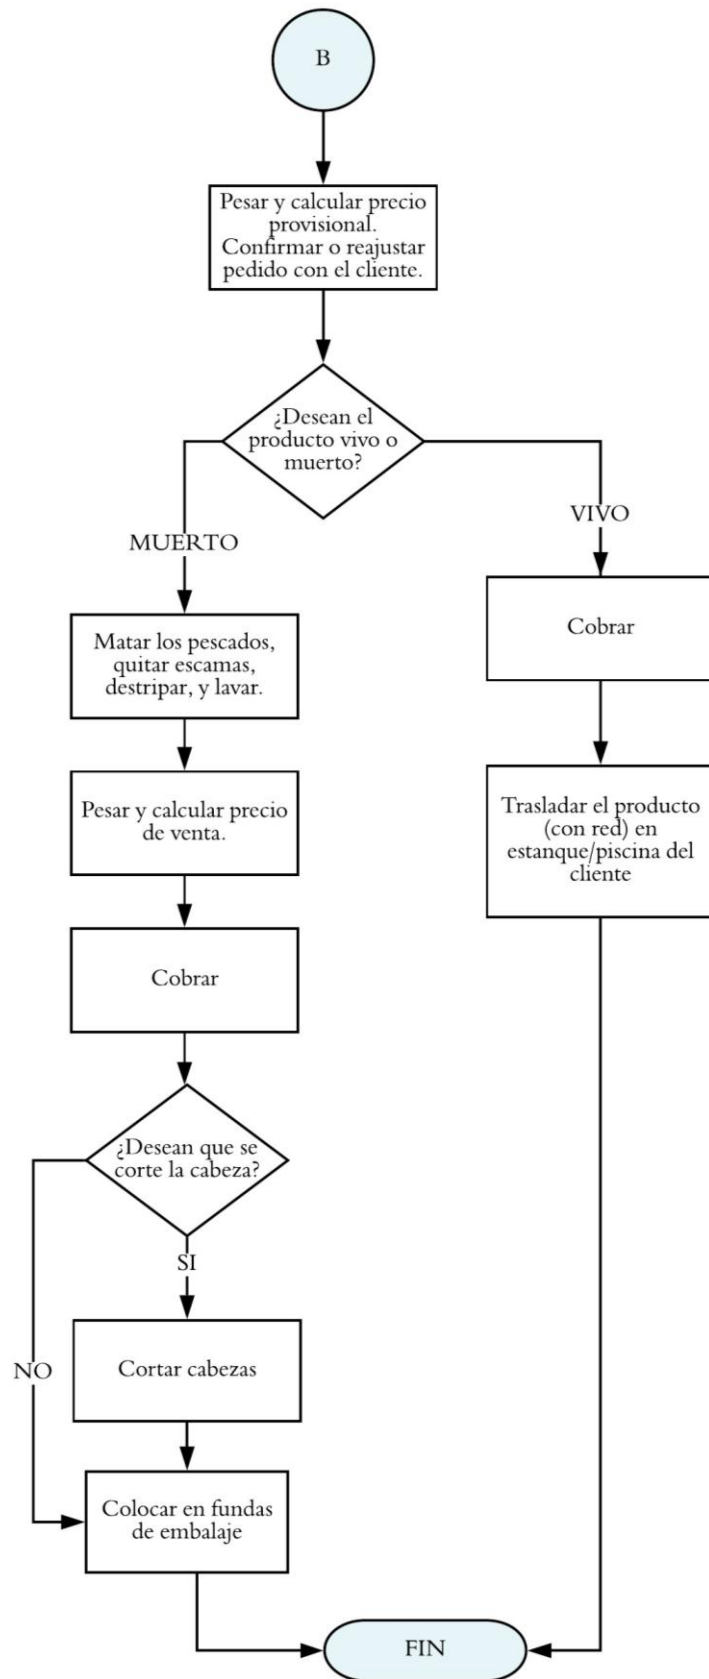 B
Pesar y calcular precio
provisional.
Confirmar o reajustar
pedido con el cliente.
¿Desean el
producto vivo o
muerto?
MUERTO
VIVO
Matar los pescados,
quitar escamas,
destripar, y lavar.
Cobrar
Pesar y calcular precio
de venta.
Trasladar el producto
(con red) en
estanque/piscina del
cliente
Cobrar
¿Desean que se
corte la cabeza?
SI
NO
Cortar cabezas
Colocar en fundas
de embalaje
FIN